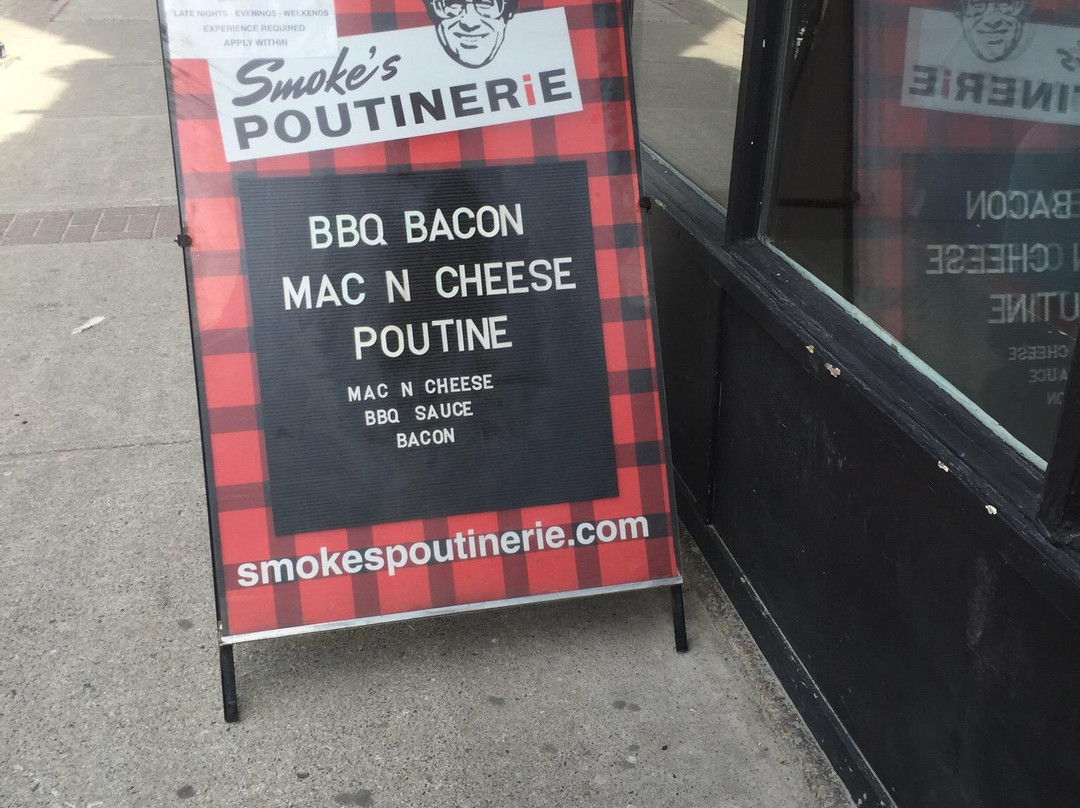 LATE NIGHTS - EVENINGS - WEEKENDS
EXPERIENCE REQUIRED
APPLY WITHIN
Smoke's
POUTINERiE
BBQ BACON
MAC N CHEESE
POUTINE
MAC N CHEESE
BBQ SAUCE
BACON
smokespoutinerie.com